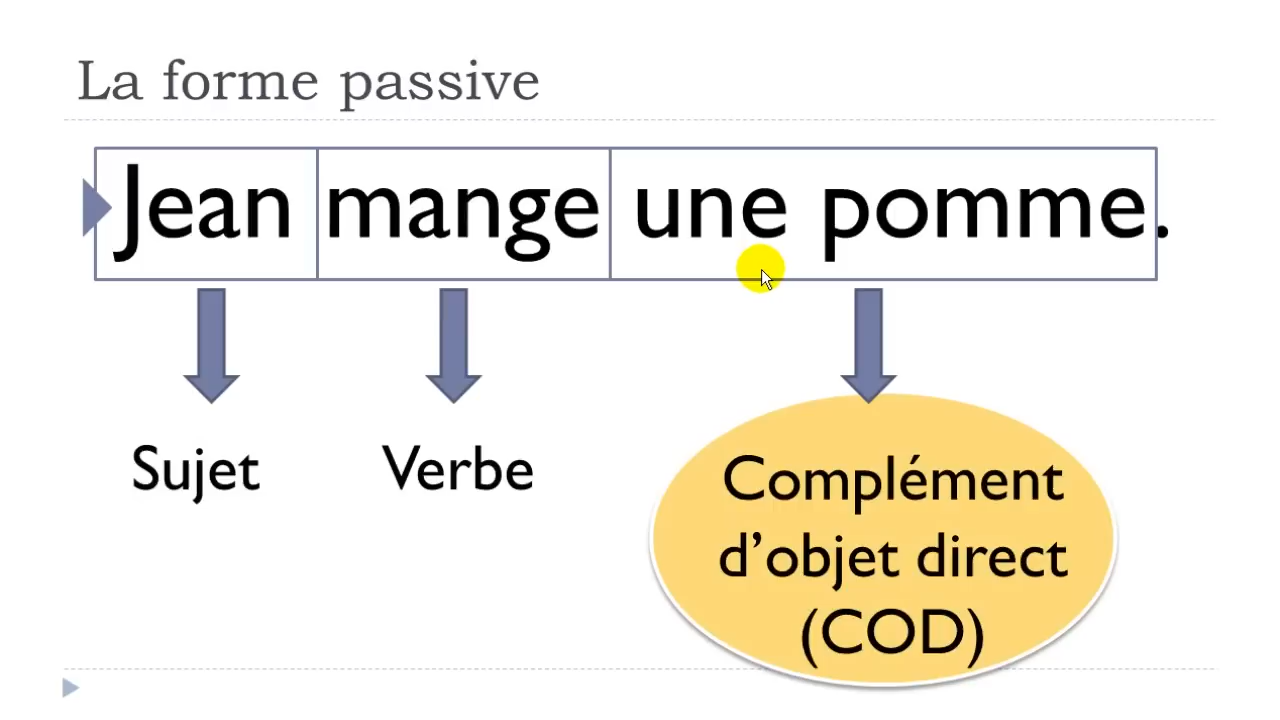 La forme passive
Jean mange une pomme.
Sujet
Verbe
Complément
d’objet direct
(COD)